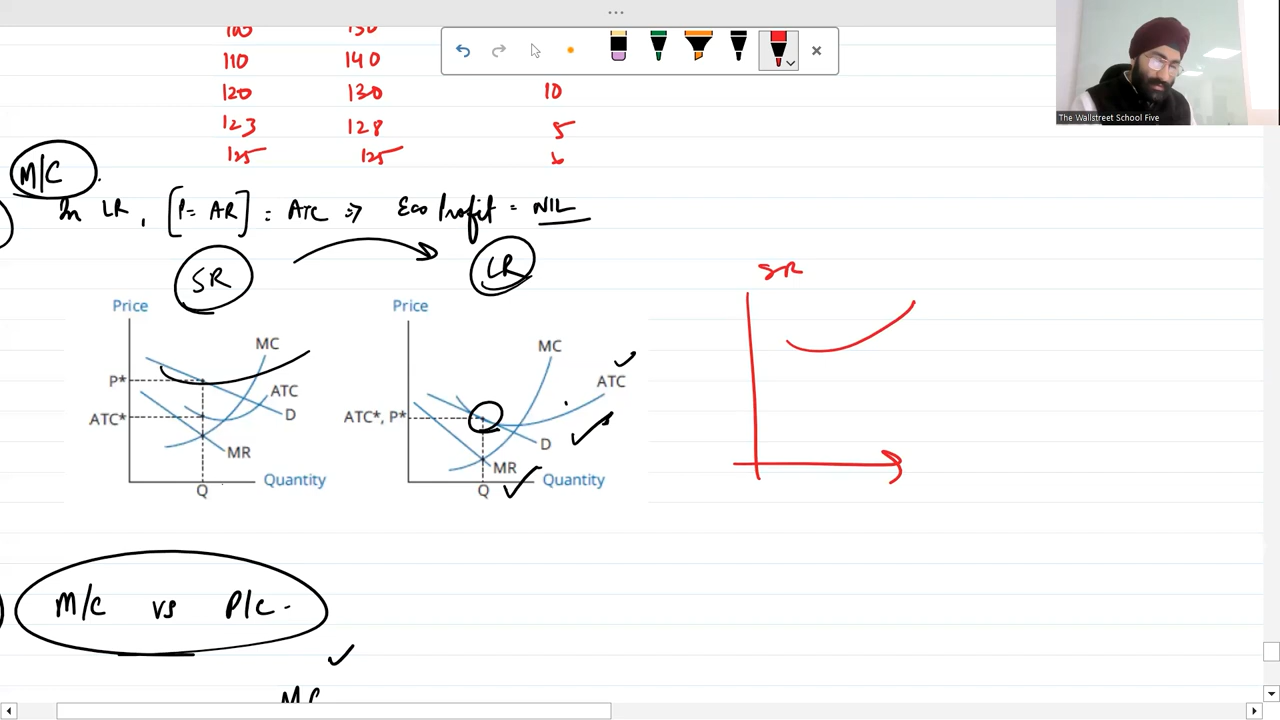 110 140
120 130 10
The Wallstreet School Five
123 128 5
125 125
M/C
In LR, [P = AR] = ATC ⇒ Eco Profit = NIL
SR LR SR
Price Price
MC MC
P* ATC ATC
ATC* D ATC*, P* D
MR MR
Quantity Quantity
Q Q
M/C vs P/C.
MC